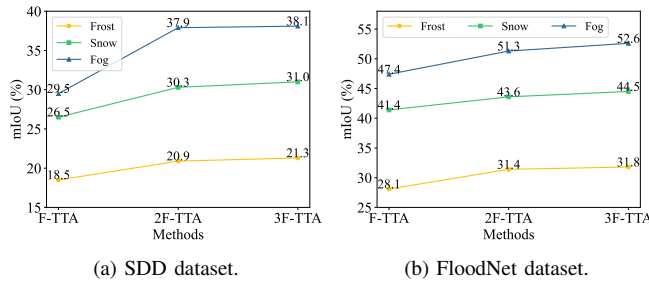 40
35
30
25
20
15
mIoU (%)
Frost
Snow
Fog
29.5
37.9
38.1
26.5
30.3
31.0
18.5
20.9
21.3
F-TTA 2F-TTA 3F-TTA
Methods
(a) SDD dataset.
55
50
45
40
35
30
25
mIoU (%)
Frost Snow Fog
47.4
51.3
52.6
41.4
43.6
44.5
28.1
31.4
31.8
F-TTA 2F-TTA 3F-TTA
Methods
(b) FloodNet dataset.